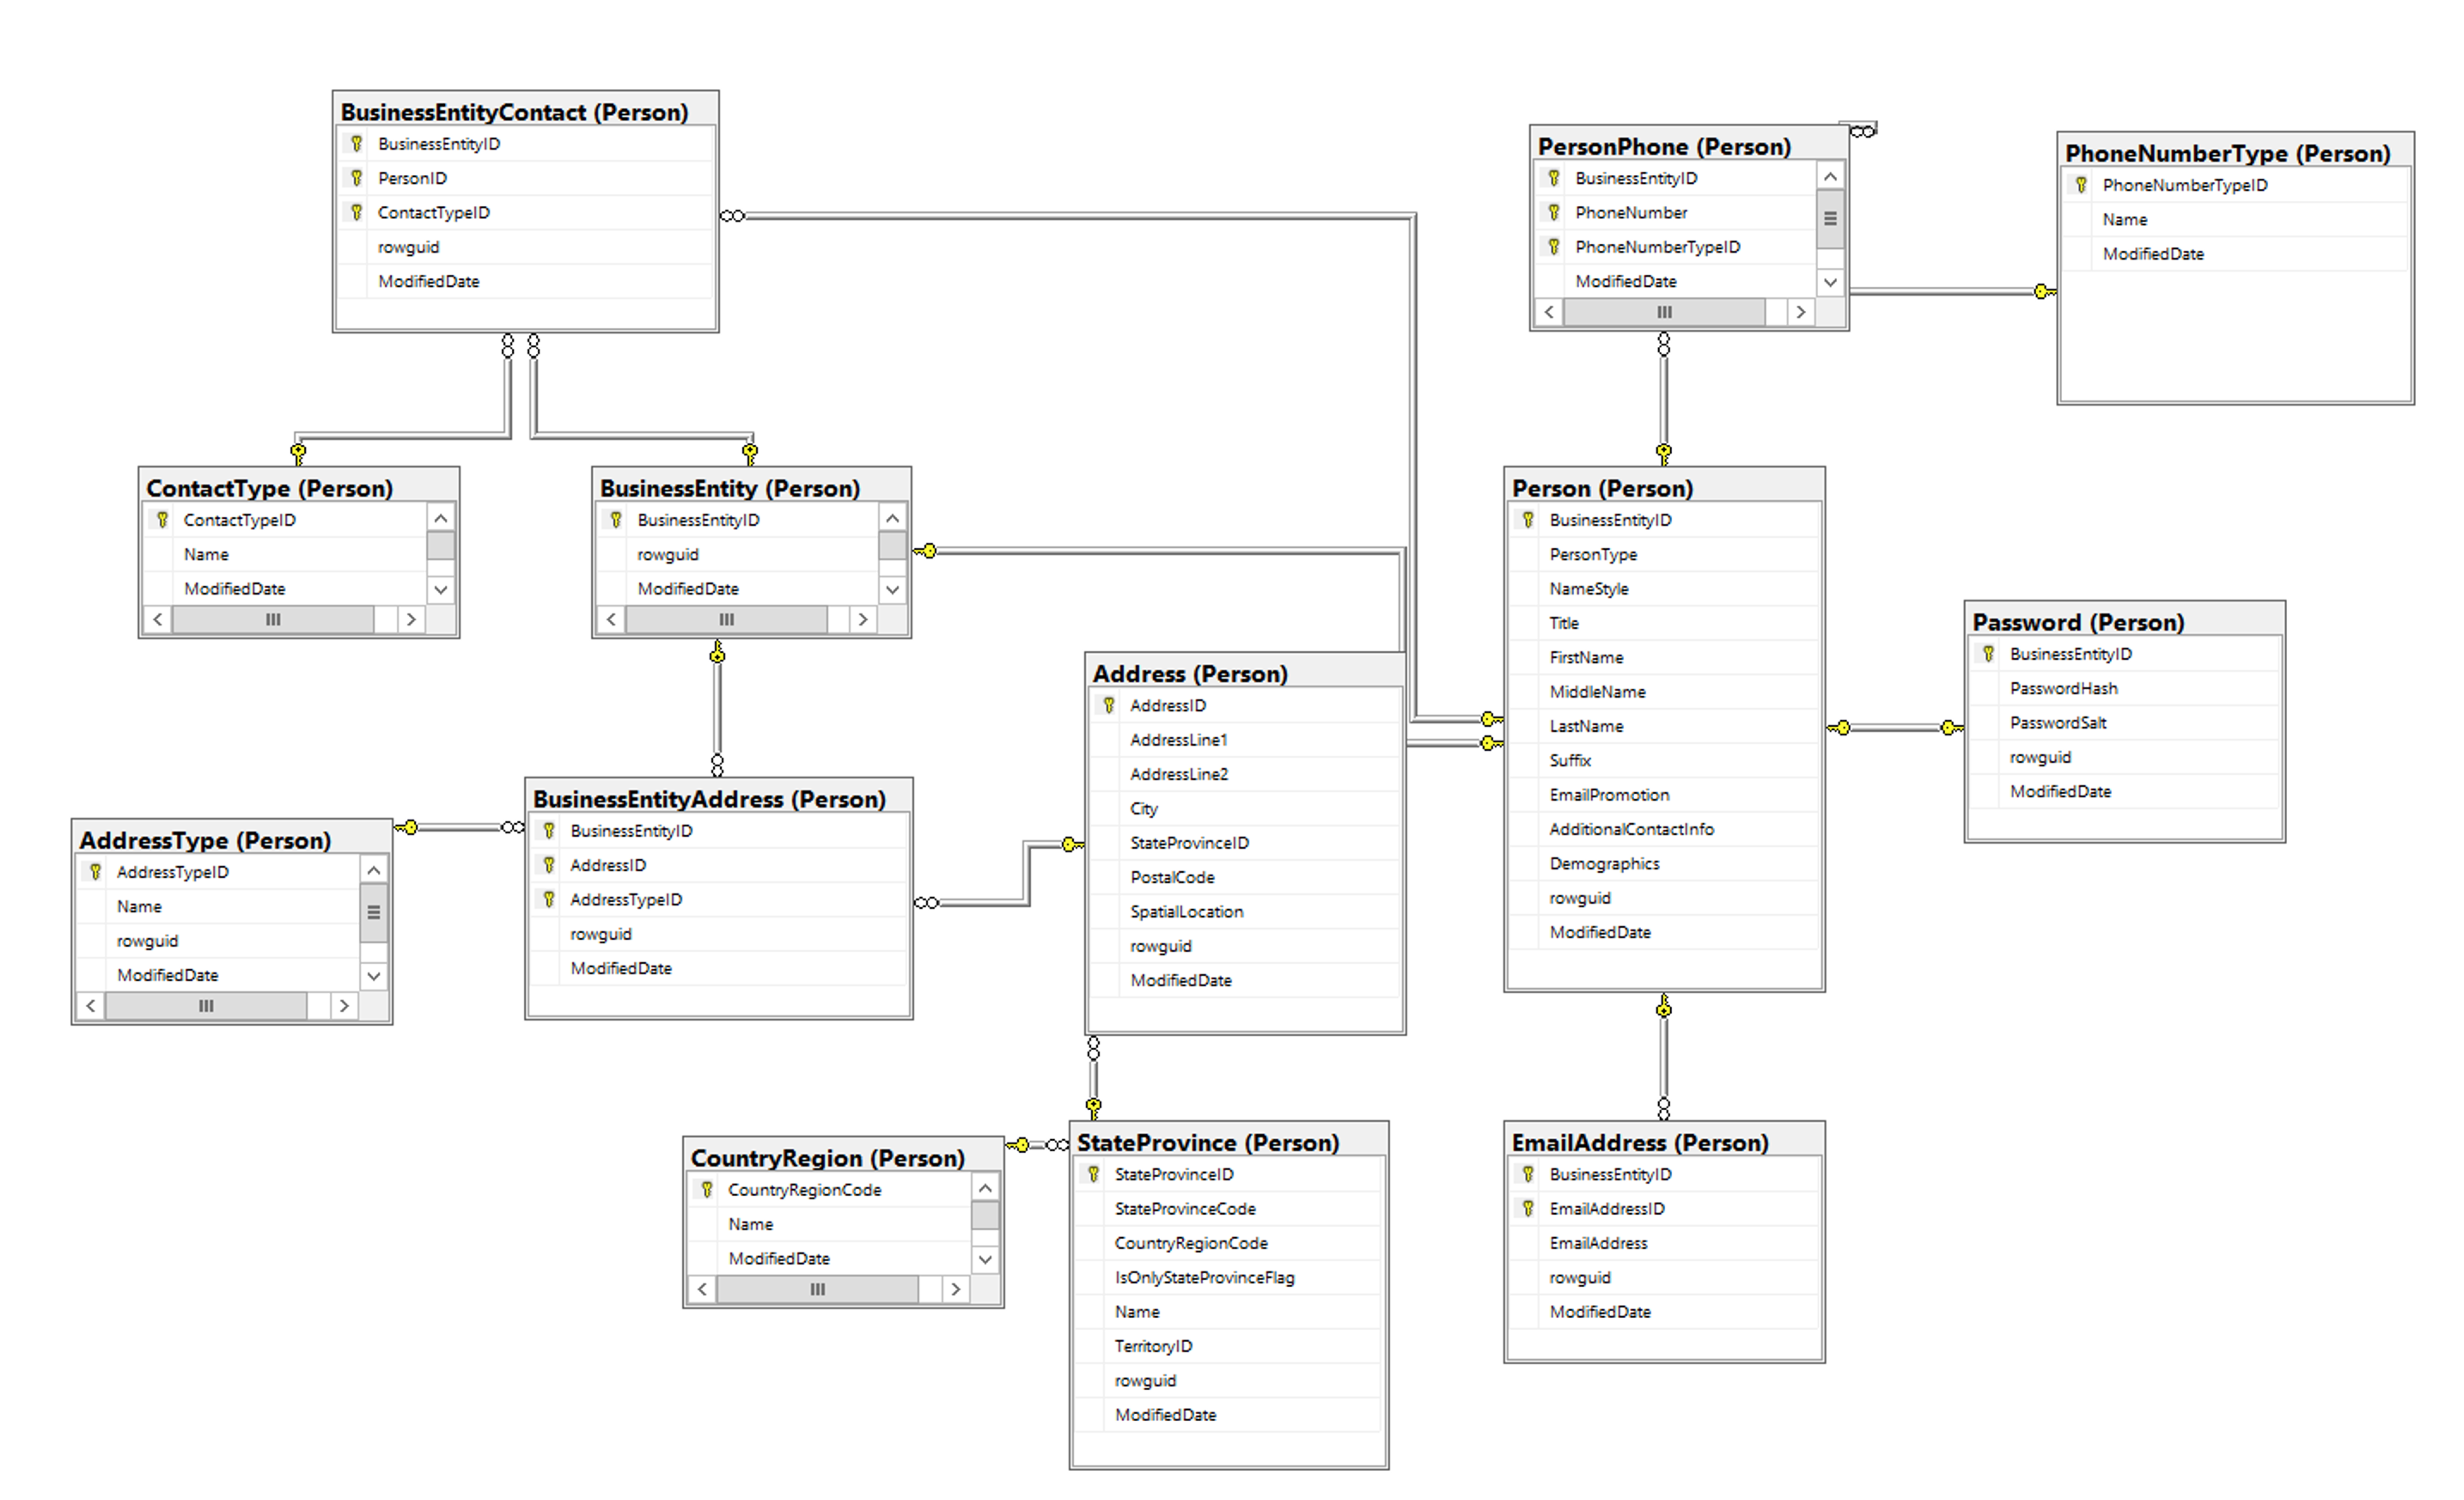 BusinessEntityContact (Person)
BusinessEntityID
PersonID
ContactTypeID
rowguid
ModifiedDate
PersonPhone (Person)
BusinessEntityID
PhoneNumber
PhoneNumberTypeID
ModifiedDate
PhoneNumberType (Person)
PhoneNumberTypeID
Name
ModifiedDate
ContactType (Person)
ContactTypeID
Name
ModifiedDate
BusinessEntity (Person)
BusinessEntityID
rowguid
ModifiedDate
Person (Person)
BusinessEntityID
PersonType
NameStyle
Title
FirstName
MiddleName
LastName
Suffix
EmailPromotion
AdditionalContactInfo
Demographics
rowguid
ModifiedDate
Password (Person)
BusinessEntityID
PasswordHash
PasswordSalt
rowguid
ModifiedDate
Address (Person)
AddressID
AddressLine1
AddressLine2
City
StateProvinceID
PostalCode
SpatialLocation
rowguid
ModifiedDate
BusinessEntityAddress (Person)
BusinessEntityID
AddressID
AddressTypeID
rowguid
ModifiedDate
AddressType (Person)
AddressTypeID
Name
rowguid
ModifiedDate
CountryRegion (Person)
CountryRegionCode
Name
ModifiedDate
StateProvince (Person)
StateProvinceID
StateProvinceCode
CountryRegionCode
IsOnlyStateProvinceFlag
Name
TerritoryID
rowguid
ModifiedDate
EmailAddress (Person)
BusinessEntityID
EmailAddressID
EmailAddress
rowguid
ModifiedDate